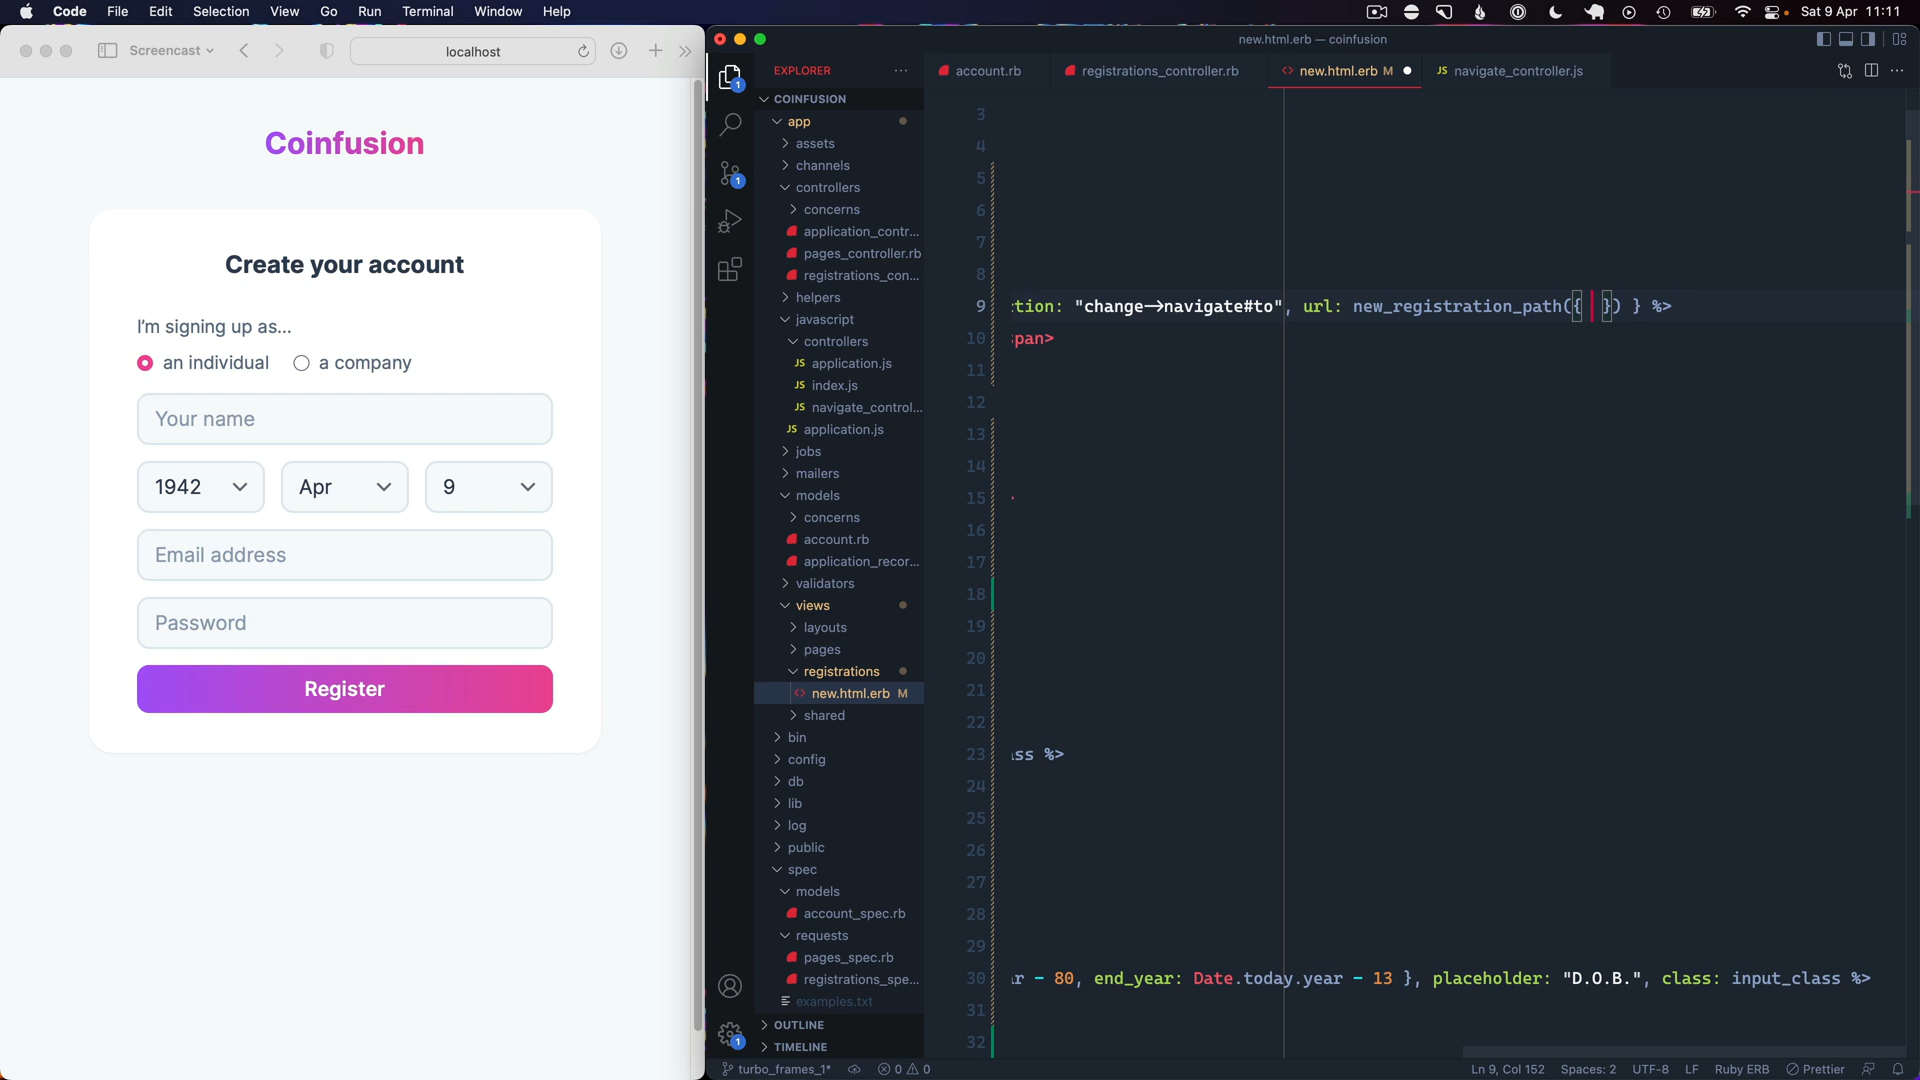 Code File Edit Selection View Go Run Terminal Window Help Sat 9 Apr 11:11
Screencast localhost
Coinfusion
Create your account
I'm signing up as...
an individual a company
Your name
1942 Apr 9
Email address
Password
Register
new.html.erb — coinfusion
EXPLORER
account.rb registrations_controller.rb <> new.html.erb M JS navigate_controller.js
1
1
1
COINFUSION
app
assets
channels
controllers
concerns
application_contr...
pages_controller.rb
registrations_con...
helpers
javascript
controllers
JS application.js
JS index.js
JS navigate_control...
JS application.js
jobs
mailers
models
concerns
account.rb
application_recor...
validators
views
layouts
pages
registrations
<> new.html.erb M
shared
bin
config
db
lib
log
public
spec
models
account_spec.rb
requests
pages_spec.rb
registrations_spe...
examples.txt
OUTLINE
TIMELINE
3
4
5
6
7
8
9 tion: "change->navigate#to", url: new_registration_path({ }) } %>
10 pan>
11
12
13
14
15
16
17
18
19
20
21
22
23 ss %>
24
25
26
27
28
29
30 r - 80, end_year: Date.today.year - 13 }, placeholder: "D.O.B.", class: input_class %>
31
32
turbo_frames_1* 0 0 Ln 9, Col 152 Spaces: 2 UTF-8 LF Ruby ERB Prettier